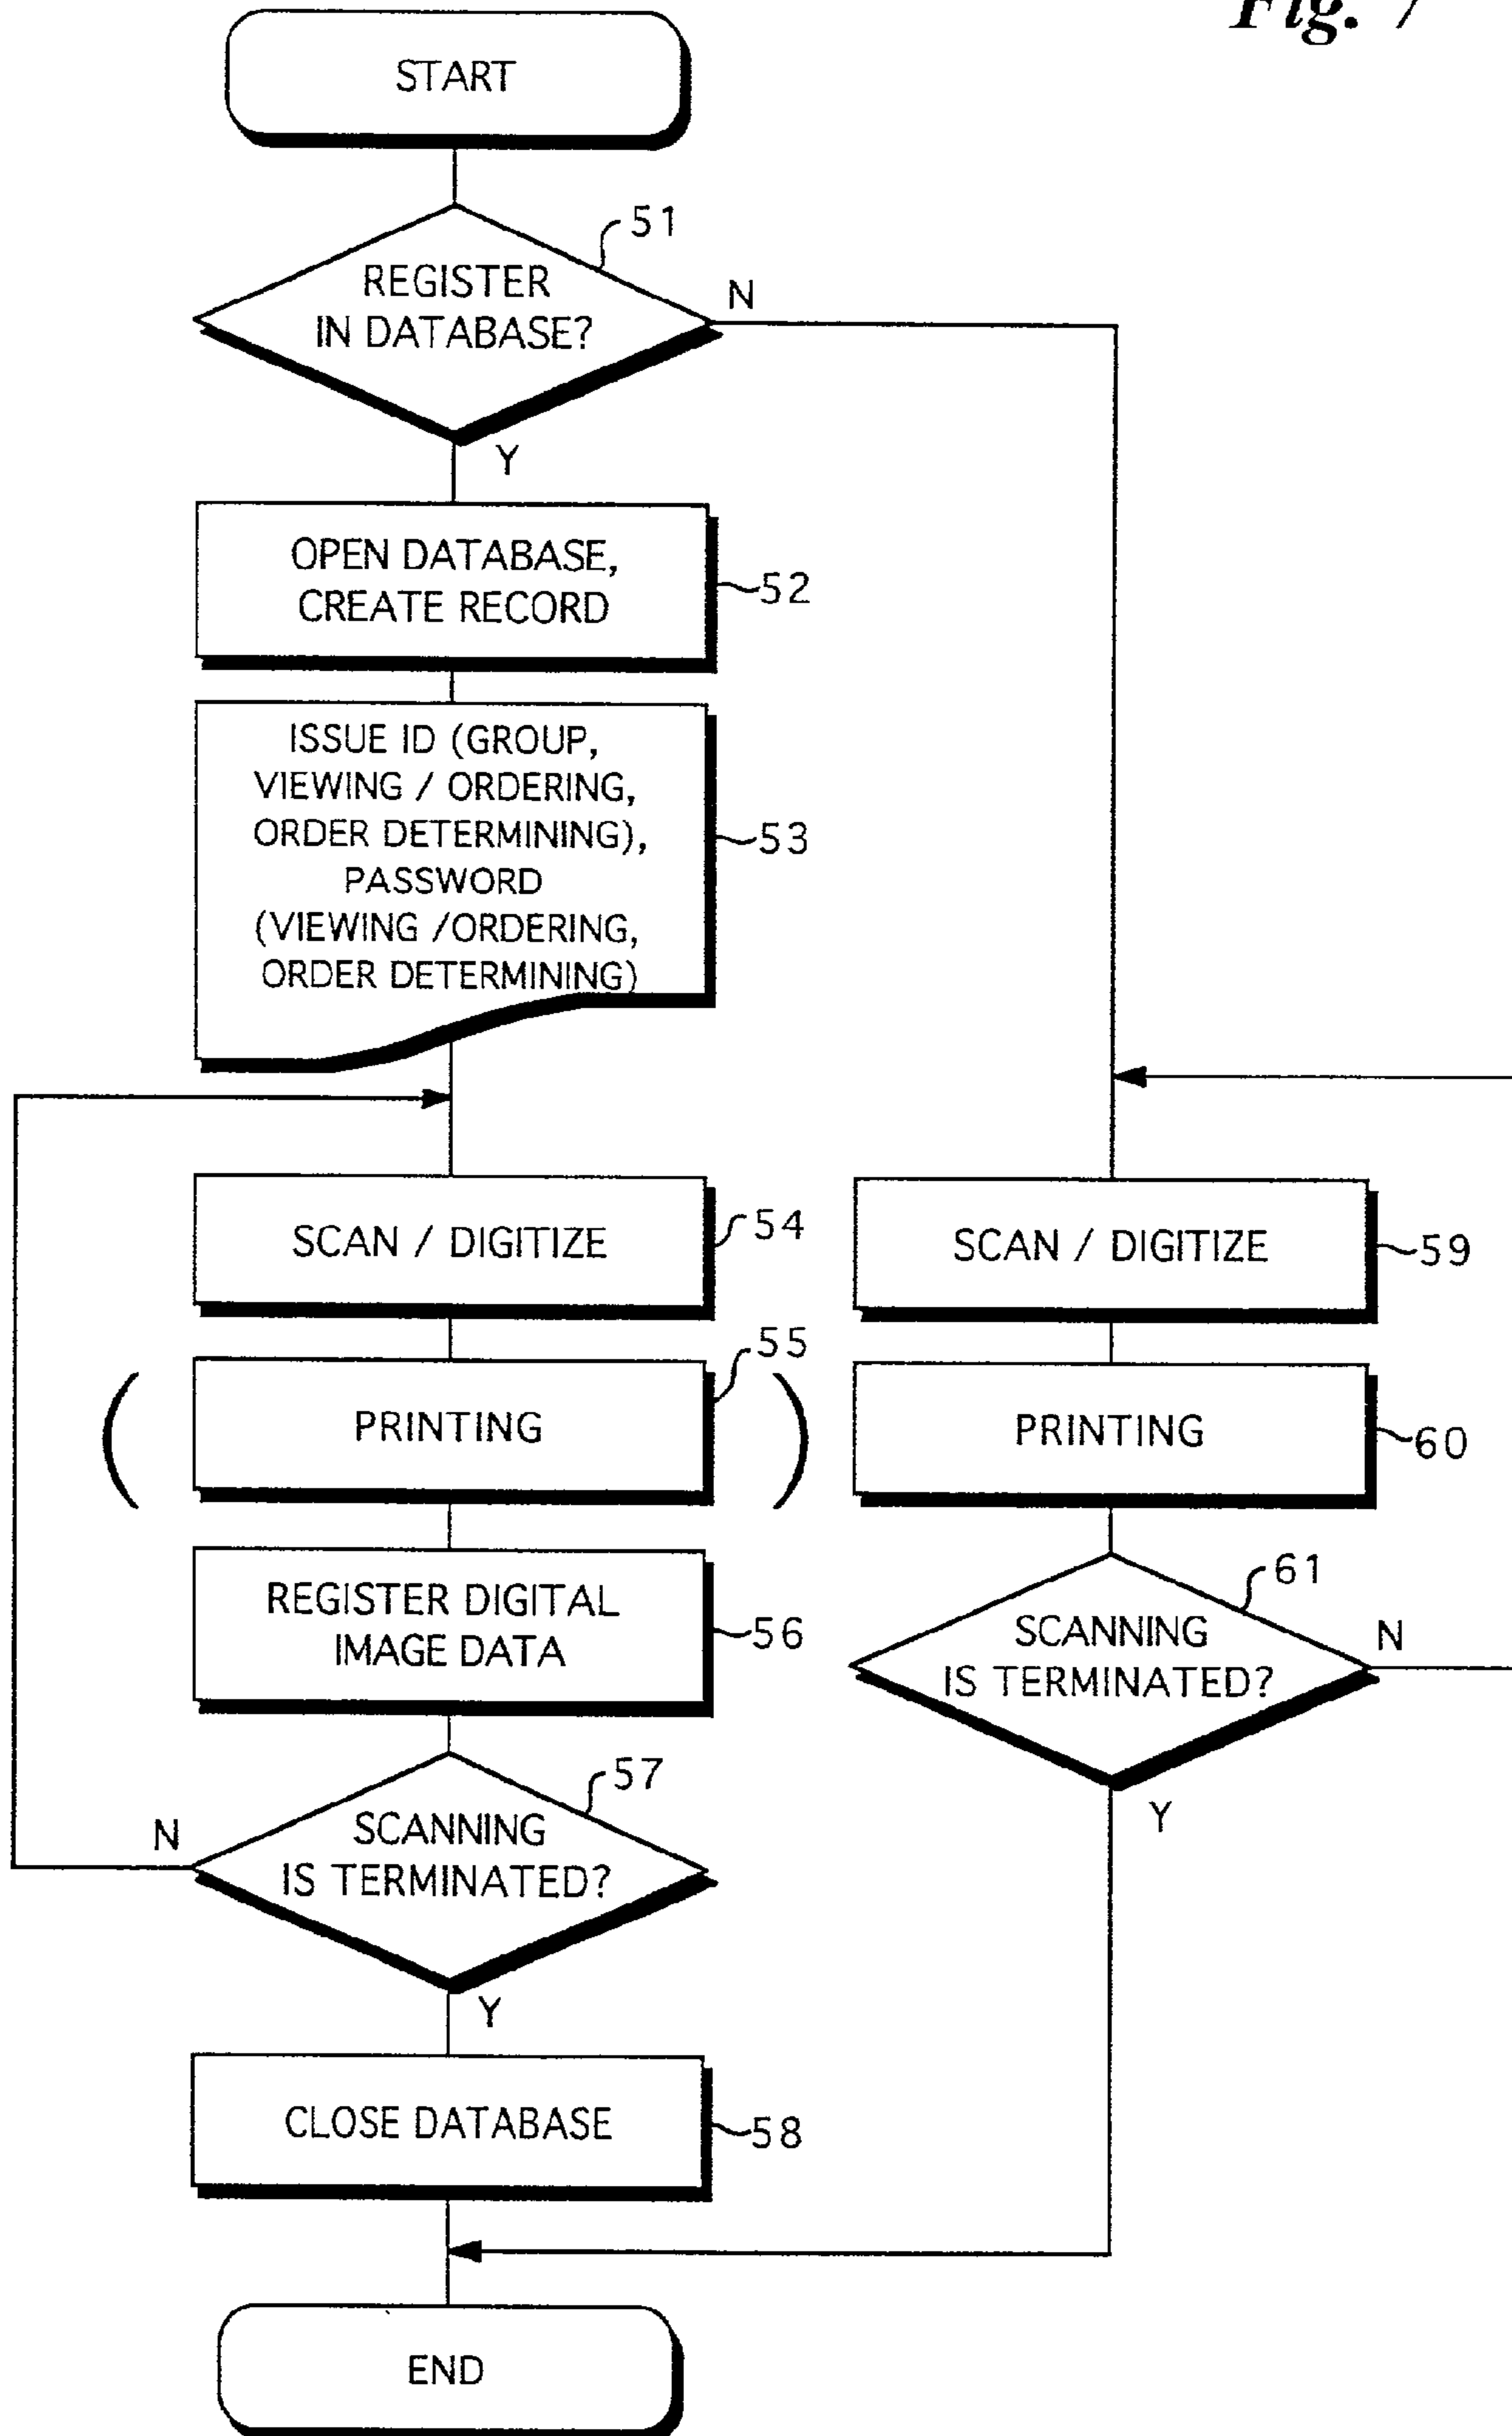 Fig. 7
START
51
REGISTER
IN DATABASE?
N
Y
OPEN DATABASE,
CREATE RECORD
52
ISSUE ID (GROUP,
VIEWING / ORDERING,
ORDER DETERMINING),
PASSWORD
(VIEWING /ORDERING,
ORDER DETERMINING)
53
SCAN / DIGITIZE
54
SCAN / DIGITIZE
59
( PRINTING )
55
PRINTING
60
REGISTER DIGITAL
IMAGE DATA
56
61
SCANNING
IS TERMINATED?
N
Y
57
SCANNING
IS TERMINATED?
N
Y
CLOSE DATABASE
58
END